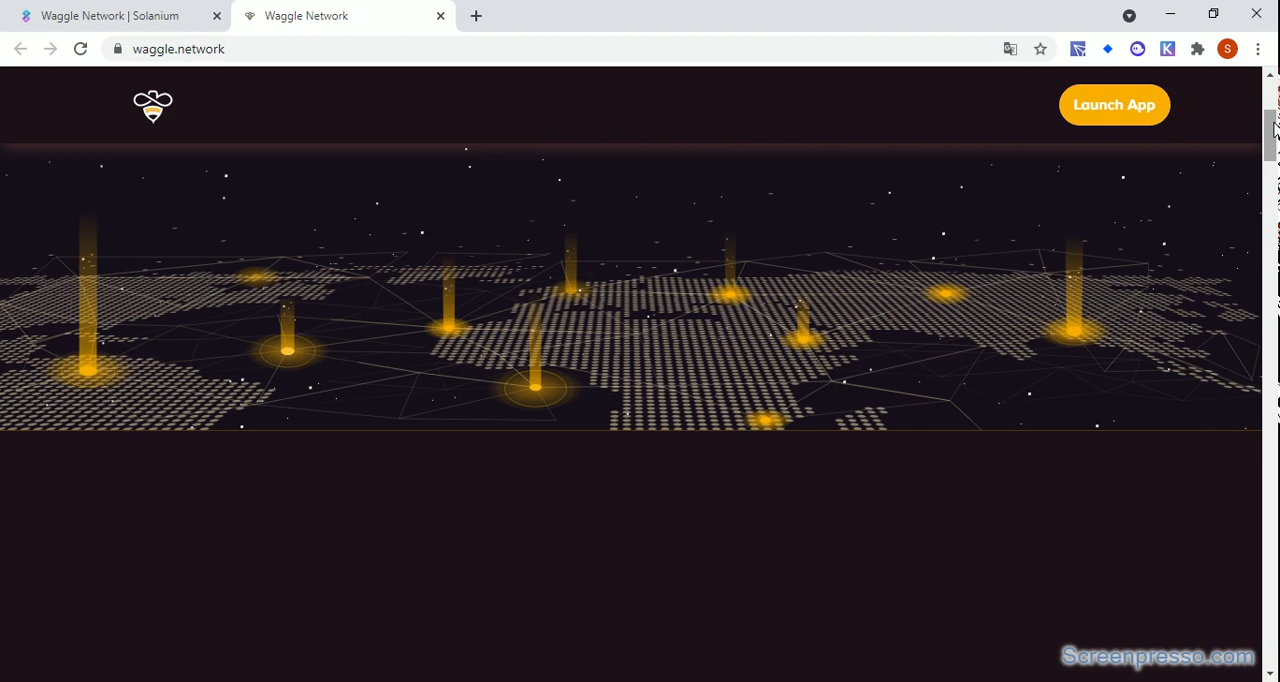 Waggle Network | Solanium
Waggle Network
waggle.network
S
K
Launch App
Screenpresso.com